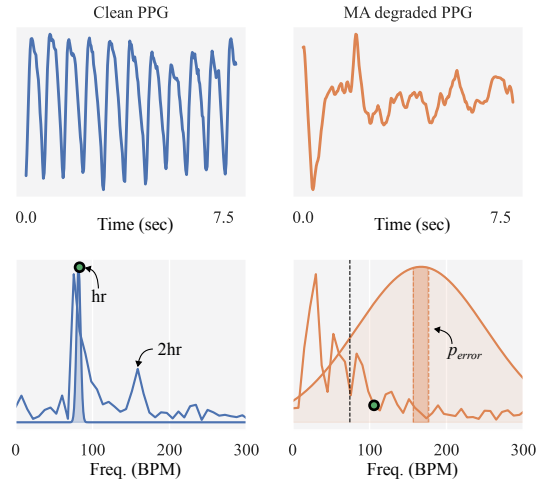 Clean PPG
MA degraded PPG
0.0
7.5
Time (sec)
0.0
7.5
Time (sec)
hr
2hr
p_error
0
100
200
300
Freq. (BPM)
0
100
200
300
Freq. (BPM)